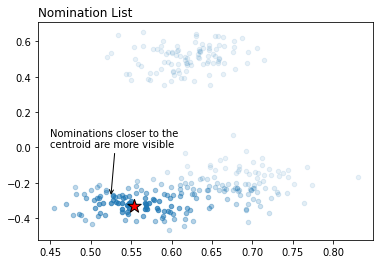 Nomination List
0.6
0.4
0.2
Nominations closer to the
centroid are more visible
0.0
−0.2
−0.4
0.45 0.50 0.55 0.60 0.65 0.70 0.75 0.80